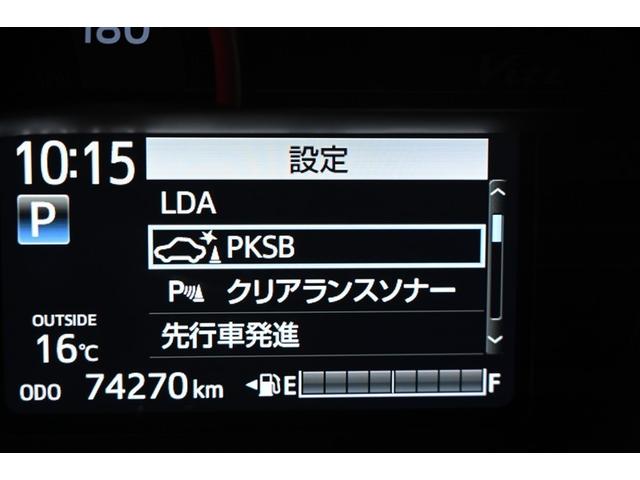 180
10:15
設定
P
LDA
PKSB
P クリアランスソナー
先行車発進
OUTSIDE
16℃
ODO 74270 km
E F